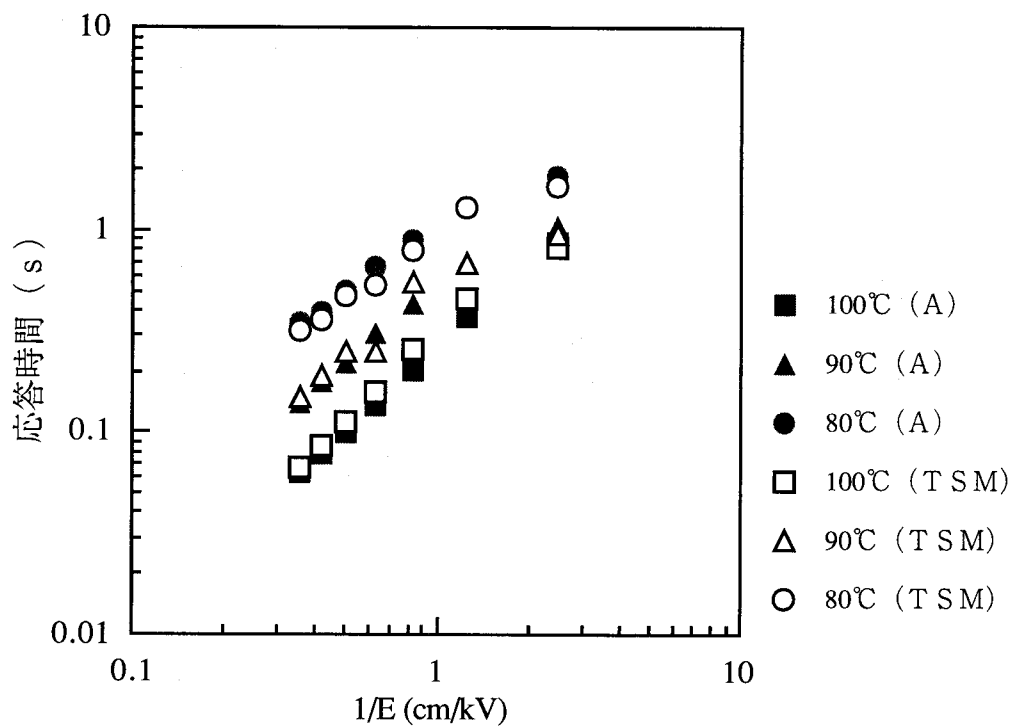 10
1
0.1
0.01
応答時間（s）
0.1
1
10
1/E (cm/kV)
100℃（A）
90℃（A）
80℃（A）
100℃（TSM）
90℃（TSM）
80℃（TSM）